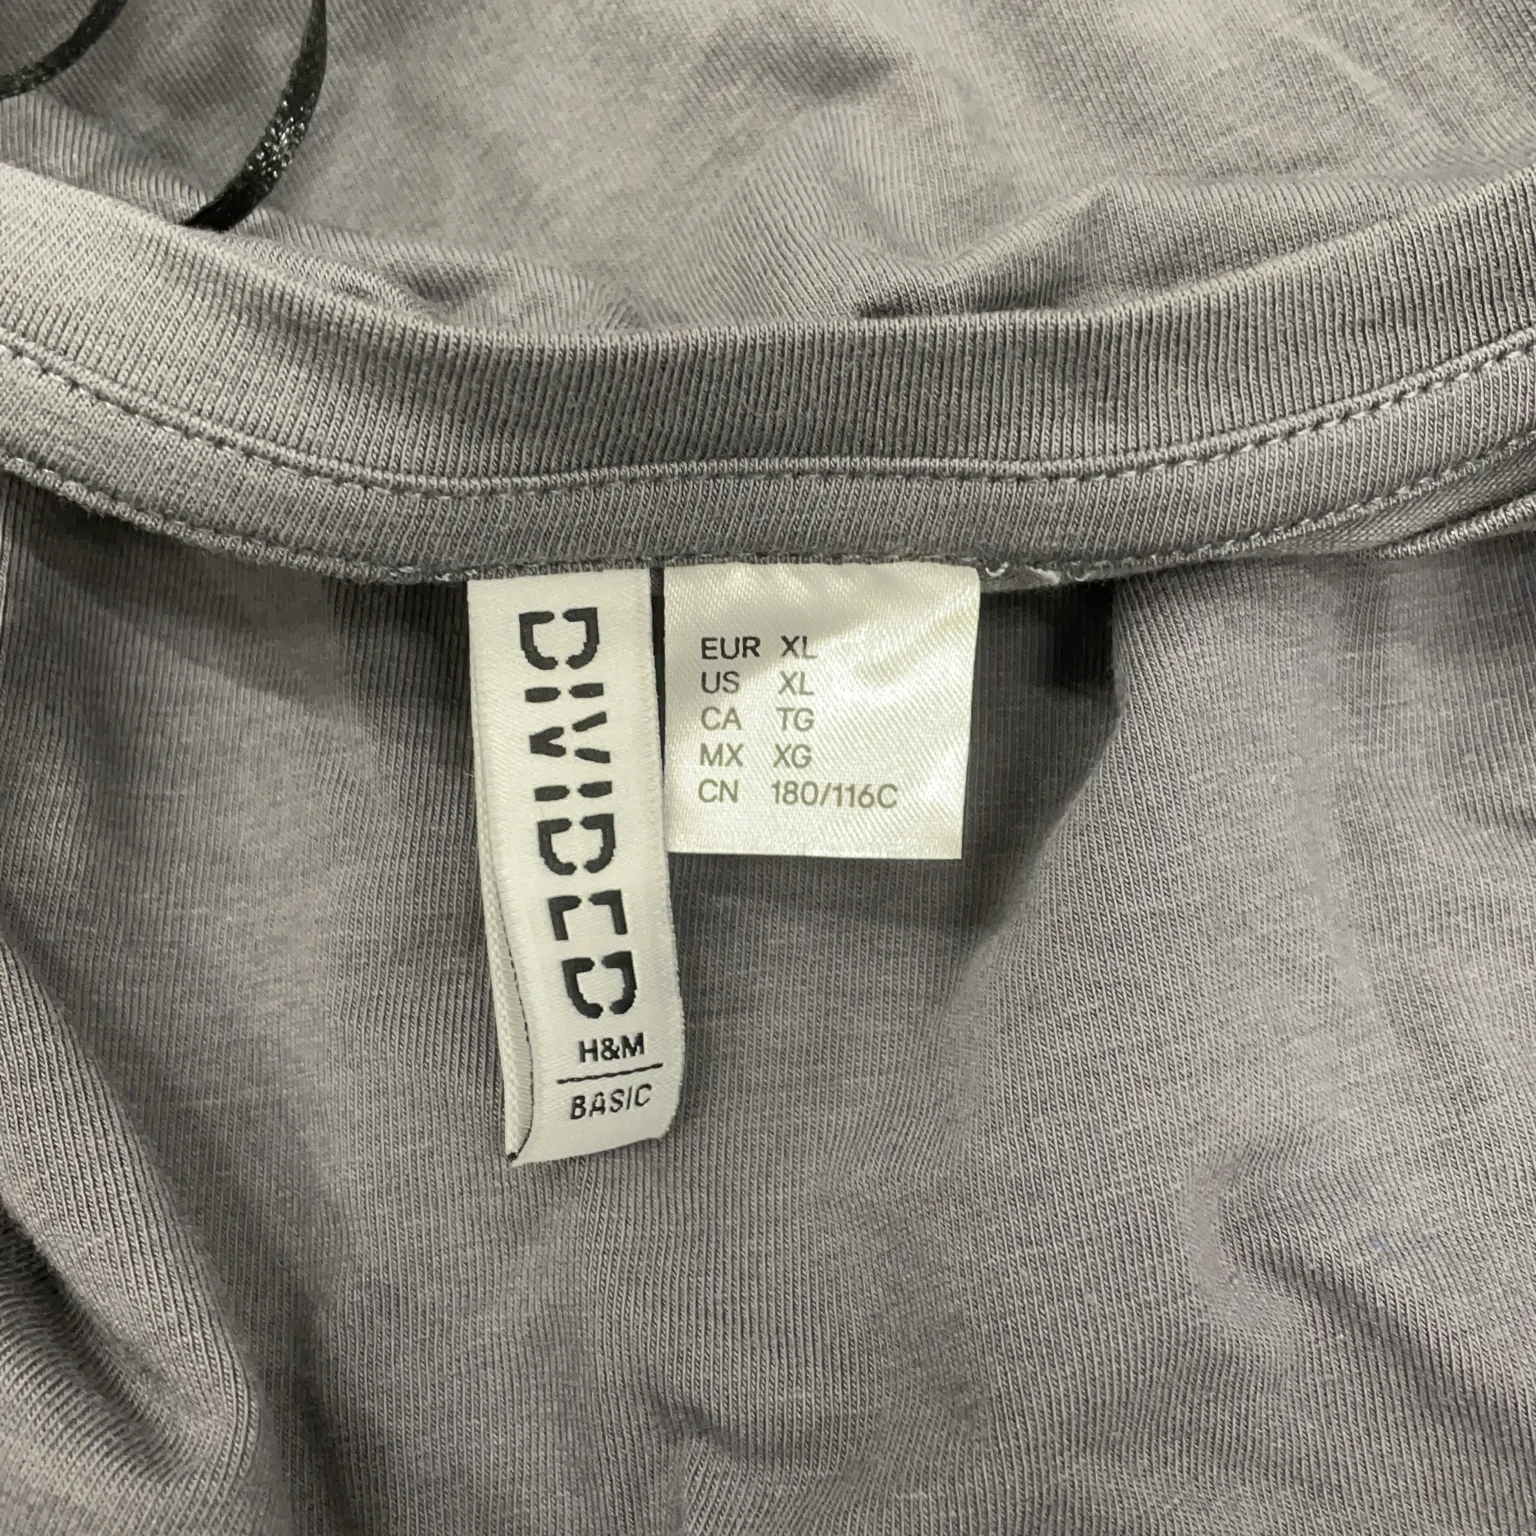 DIVIDED
H&M
BASIC
EUR XL
US XL
CA TG
MX XG
CN 180/116C